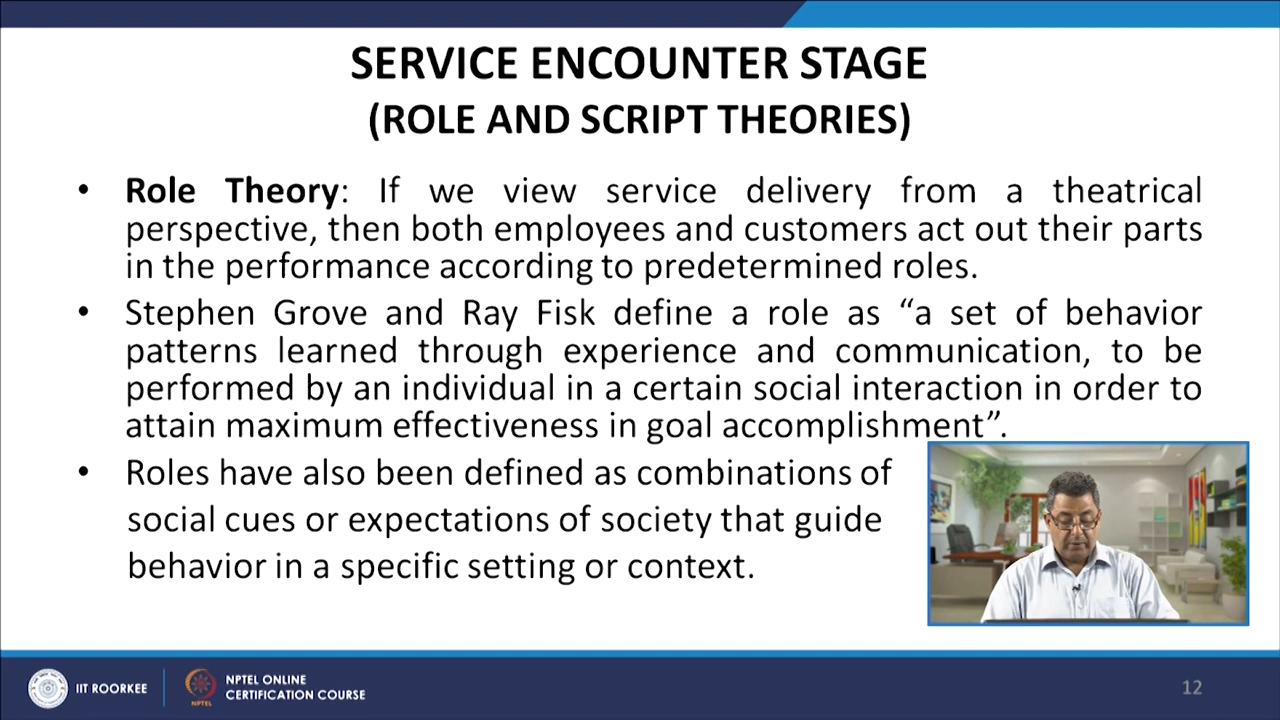 SERVICE ENCOUNTER STAGE
(ROLE AND SCRIPT THEORIES)
• Role Theory: If we view service delivery from a theatrical
perspective, then both employees and customers act out their parts
in the performance according to predetermined roles.
• Stephen Grove and Ray Fisk define a role as “a set of behavior
patterns learned through experience and communication, to be
performed by an individual in a certain social interaction in order to
attain maximum effectiveness in goal accomplishment”.
• Roles have also been defined as combinations of
social cues or expectations of society that guide
behavior in a specific setting or context.
IIT ROORKEE
NPTEL
NPTEL ONLINE
CERTIFICATION COURSE
12